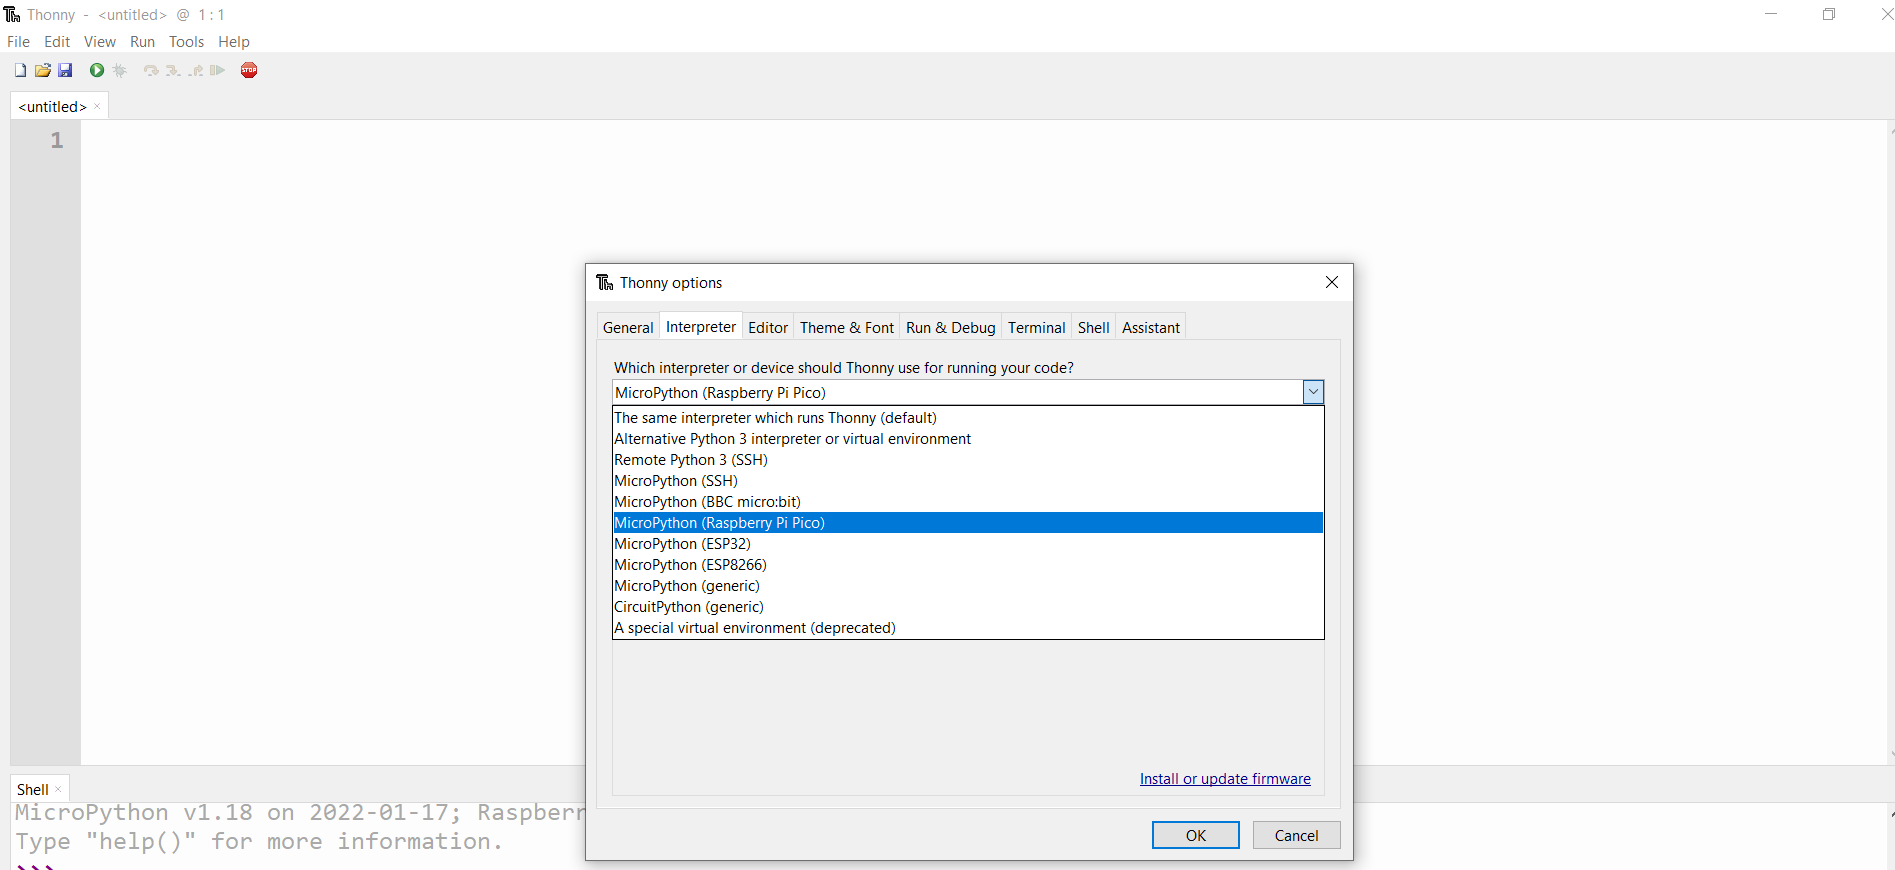 Thonny - <untitled> @ 1 : 1
File Edit View Run Tools Help
STOP
<untitled>
1
Thonny options
General Interpreter Editor Theme & Font Run & Debug Terminal Shell Assistant
Which interpreter or device should Thonny use for running your code?
MicroPython (Raspberry Pi Pico)
The same interpreter which runs Thonny (default)
Alternative Python 3 interpreter or virtual environment
Remote Python 3 (SSH)
MicroPython (SSH)
MicroPython (BBC micro:bit)
MicroPython (Raspberry Pi Pico)
MicroPython (ESP32)
MicroPython (ESP8266)
MicroPython (generic)
CircuitPython (generic)
A special virtual environment (deprecated)
Install or update firmware
OK Cancel
Shell
MicroPython v1.18 on 2022-01-17; Raspberr
Type "help()" for more information.
>>>